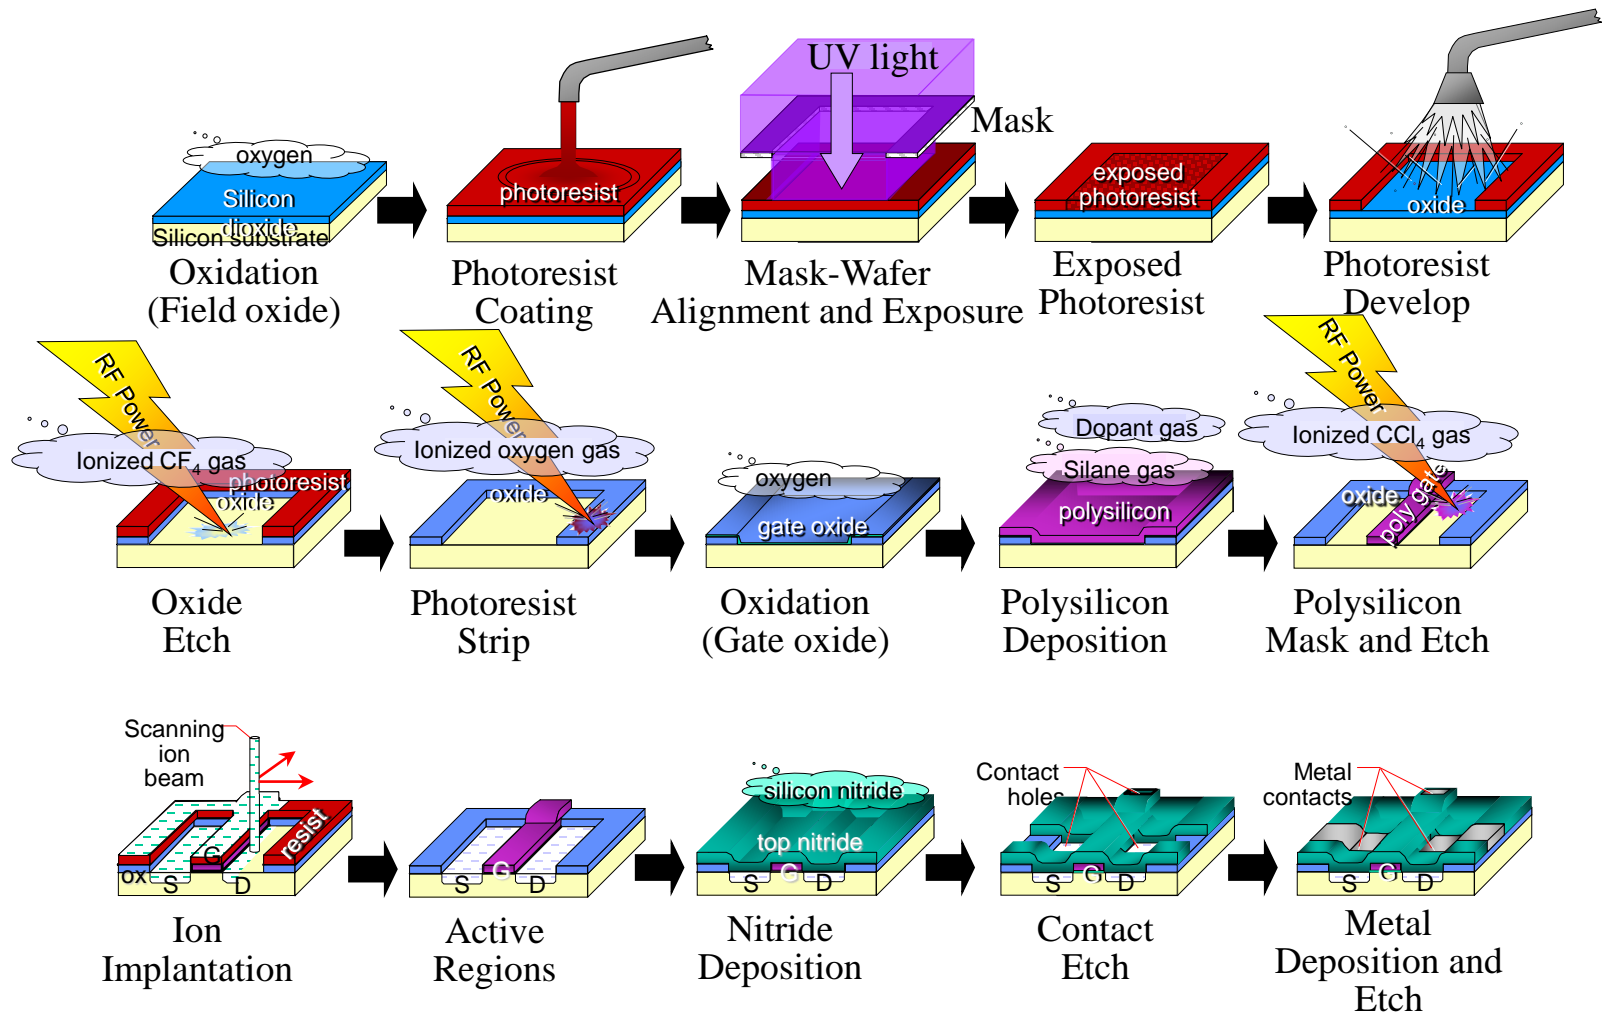 oxygen
Silicon
dioxide
Silicon substrate
Oxidation
(Field oxide)
photoresist
Photoresist
Coating
UV light
Mask
Mask-Wafer
Alignment and Exposure
exposed
photoresist
Exposed
Photoresist
oxide
Photoresist
Develop
RF Power
Ionized CF4 gas
photoresist
oxide
Oxide
Etch
RF Power
Ionized oxygen gas
oxide
Photoresist
Strip
oxygen
gate oxide
Oxidation
(Gate oxide)
Dopant gas
Silane gas
polysilicon
Polysilicon
Deposition
RF Power
Ionized CCl4 gas
oxide
poly gate
Polysilicon
Mask and Etch
Scanning
ion
beam
resist
G
ox
S
D
Ion
Implantation
S
G
D
Active
Regions
silicon nitride
top nitride
S
G
D
Nitride
Deposition
Contact
holes
S
G
D
Contact
Etch
Metal
contacts
S
G
D
Metal
Deposition and
Etch